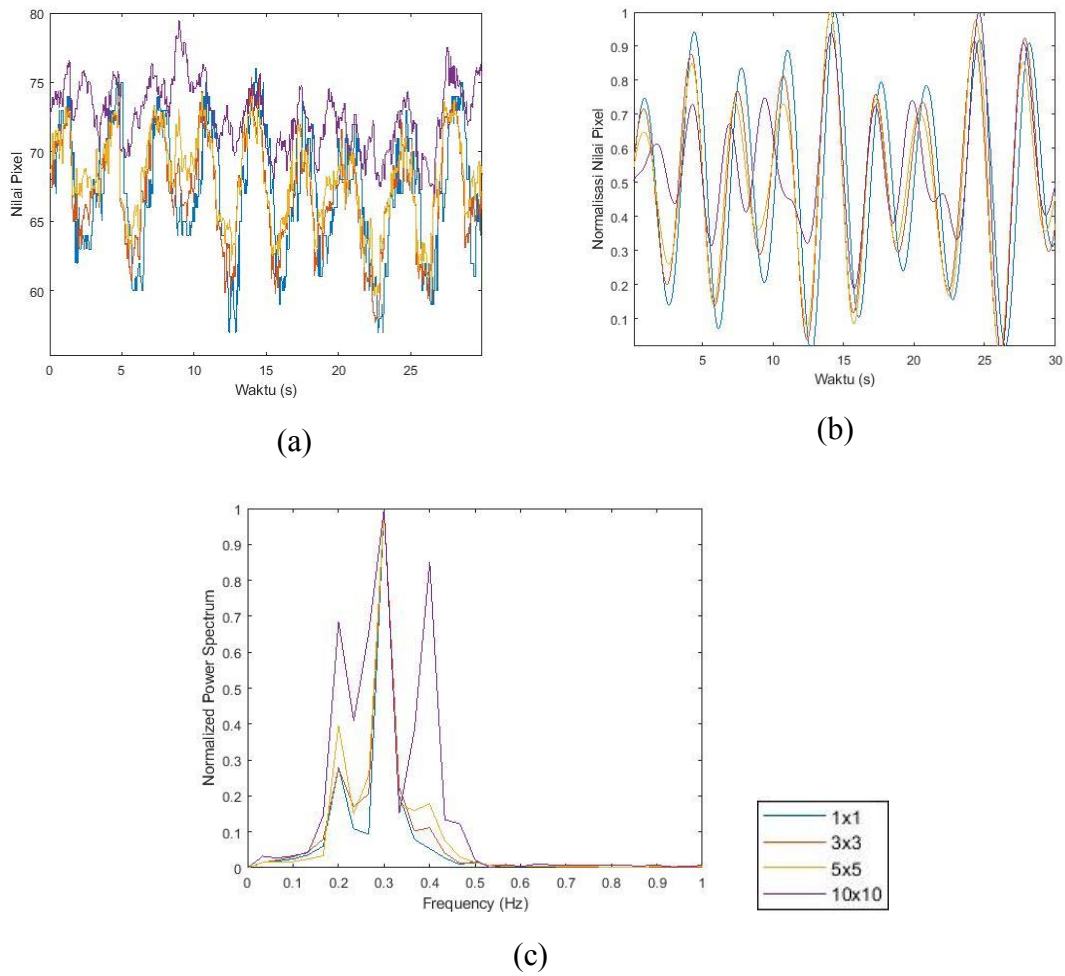 80
75
70
65
60
Nilai Pixel
0 5 10 15 20 25
Waktu (s)
(a)
1
0.9
0.8
0.7
0.6
0.5
0.4
0.3
0.2
0.1
Normalisasi Nilai Pixel
5 10 15 20 25 30
Waktu (s)
(b)
1
0.9
0.8
0.7
0.6
0.5
0.4
0.3
0.2
0.1
0
Normalized Power Spectrum
0 0.1 0.2 0.3 0.4 0.5 0.6 0.7 0.8 0.9 1
Frequency (Hz)
1x1
3x3
5x5
10x10
(c)